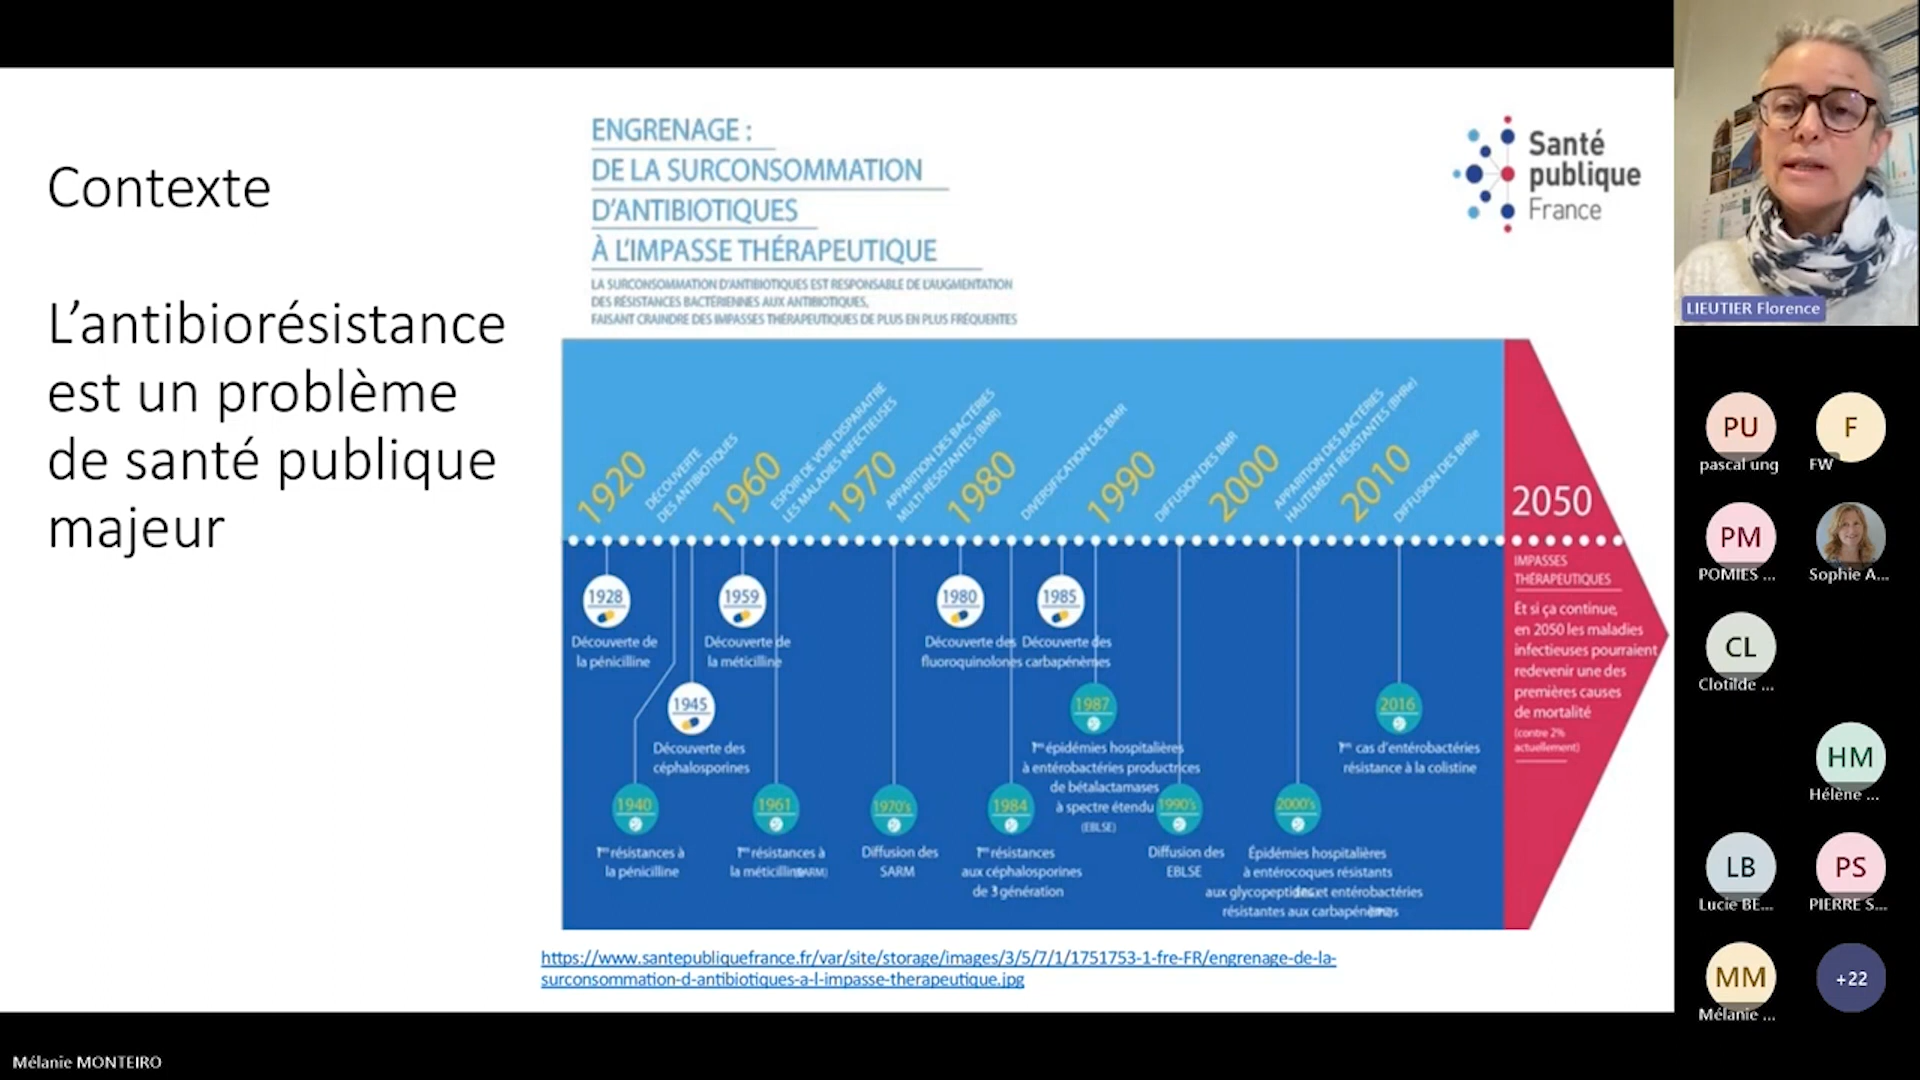 Contexte
L’antibiorésistance
est un problème
de santé publique
majeur
ENGRENAGE :
DE LA SURCONSOMMATION
D’ANTIBIOTIQUES
À L’IMPASSE THÉRAPEUTIQUE
LA SURCONSOMMATION D’ANTIBIOTIQUES EST RESPONSABLE DE L’AUGMENTATION
DES RÉSISTANCES BACTÉRIENNES AUX ANTIBIOTIQUES,
FAISANT CRAINDRE DES IMPASSES THÉRAPEUTIQUES DE PLUS EN PLUS FRÉQUENTES
Santé
publique
France
1920
DÉCOUVERTE
DES ANTIBIOTIQUES
1960
ESPOIR DE VOIR DISPARAITRE
LES MALADIES INFECTIEUSES
1970
APPARITION DES BACTÉRIES
MULTI-RÉSISTANTES (BMR)
1980
DIVERSIFICATION DES BMR
1990
DIFFUSION DES BMR
2000
APPARITION DES BACTÉRIES
HAUTEMENT RÉSISTANTES (BHRe)
2010
DIFFUSION DES BHRe
2050
IMPASSES
THÉRAPEUTIQUES
Et si ça continue,
en 2050 les maladies
infectieuses pourraient
redevenir une des
premières causes
de mortalité
(contre 2%
actuellement)
1928
Découverte de
la pénicilline
1959
Découverte de
la méticilline
1980
Découverte des
fluoroquinolones
1985
Découverte des
carbapénèmes
1945
Découverte des
céphalosporines
1987
1res épidémies hospitalières
à entérobactéries productrices
de bétalactamases
à spectre étendu
(EBLSE)
2016
1ers cas d’entérobactéries
résistance à la colistine
1940
1res résistances à
la pénicilline
1961
1res résistances à
la méticilline (SARM)
1970's
Diffusion des
SARM
1984
1res résistances
aux céphalosporines
de 3 génération
1990's
Diffusion des
EBLSE
2000's
Épidémies hospitalières
à entérocoques résistants
aux glycopeptides et entérobactéries
résistantes aux carbapénèmes
https://www.santepubliquefrance.fr/var/site/storage/images/3/5/7/1/1751753-1-fre-FR/engrenage-de-la-
surconsommation-d-antibiotiques-a-l-impasse-therapeutique.jpg
LIEUTIER Florence
PU
pascal ung
F
FW
PM
POMIES ...
Sophie A...
CL
Clotilde ...
HM
Hélène ...
LB
Lucie BE...
PS
PIERRE S...
MM
Mélanie ...
+22
Mélanie MONTEIRO